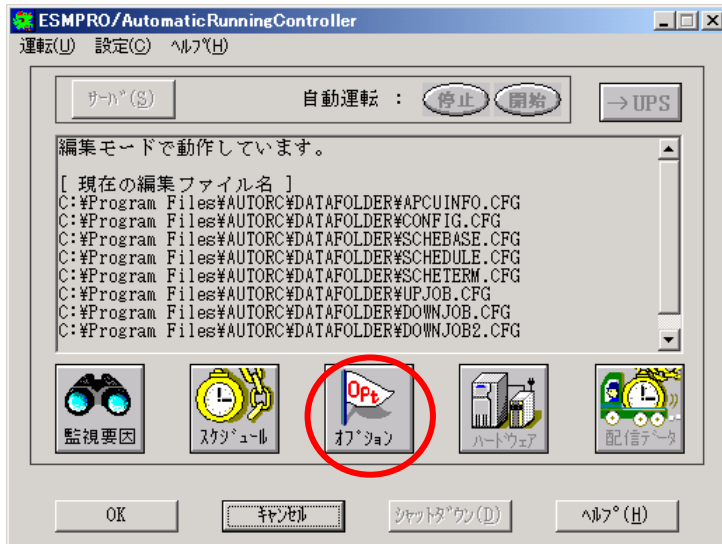 ESMPRO/AutomaticRunningController
運転(U) 設定(C) ヘルプ(H)
サーバ(S) 自動運転 : 停止 開始 →UPS
編集モードで動作しています。
[ 現在の編集ファイル名 ]
C:¥Program Files¥AUTORC¥DATAFOLDER¥APCUINFO.CFG
C:¥Program Files¥AUTORC¥DATAFOLDER¥CONFIG.CFG
C:¥Program Files¥AUTORC¥DATAFOLDER¥SCHEBASE.CFG
C:¥Program Files¥AUTORC¥DATAFOLDER¥SCHEDULE.CFG
C:¥Program Files¥AUTORC¥DATAFOLDER¥SCHETERM.CFG
C:¥Program Files¥AUTORC¥DATAFOLDER¥UPJOB.CFG
C:¥Program Files¥AUTORC¥DATAFOLDER¥DOWNJOB.CFG
C:¥Program Files¥AUTORC¥DATAFOLDER¥DOWNJOB2.CFG
OPt
監視要因 スケジュール オプション ハードウェア 配信データ
OK キャンセル シャットダウン(D) ヘルプ(H)